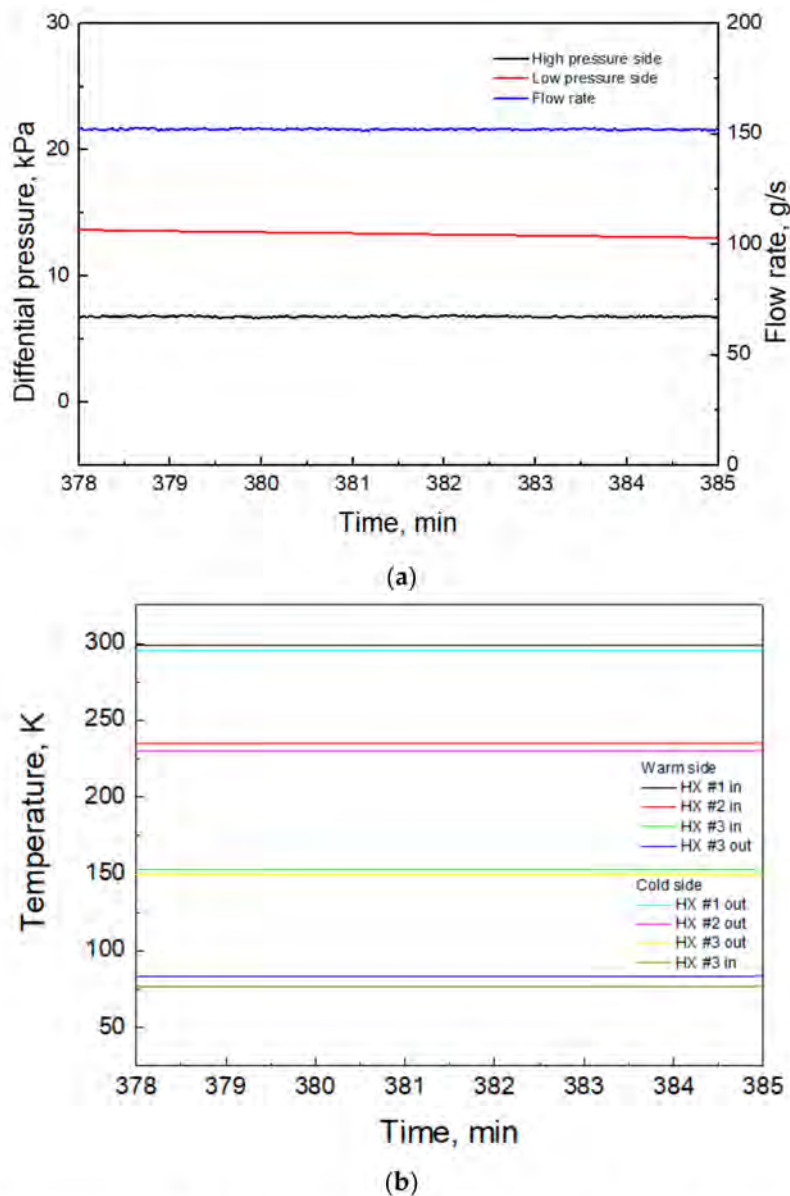 30
20
10
0
Diffential pressure, kPa
High pressure side
Low pressure side
Flow rate
200
150
100
50
0
Flow rate, g/s
378 379 380 381 382 383 384 385
Time, min
(a)
300
250
200
150
100
50
Temperature, K
Warm side
HX #1 in
HX #2 in
HX #3 in
HX #3 out
Cold side
HX #1 out
HX #2 out
HX #3 out
HX #3 in
378 379 380 381 382 383 384 385
Time, min
(b)